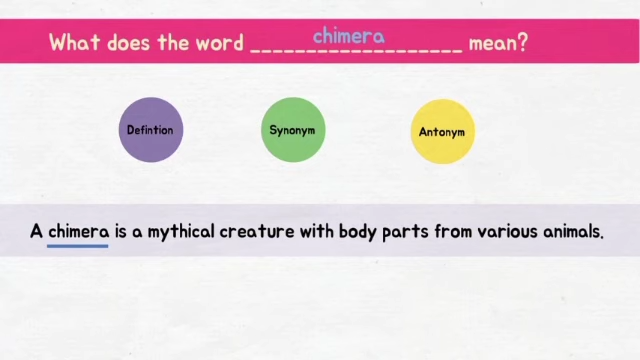 What does the word chimera mean?
Defintion Synonym Antonym
A chimera is a mythical creature with body parts from various animals.